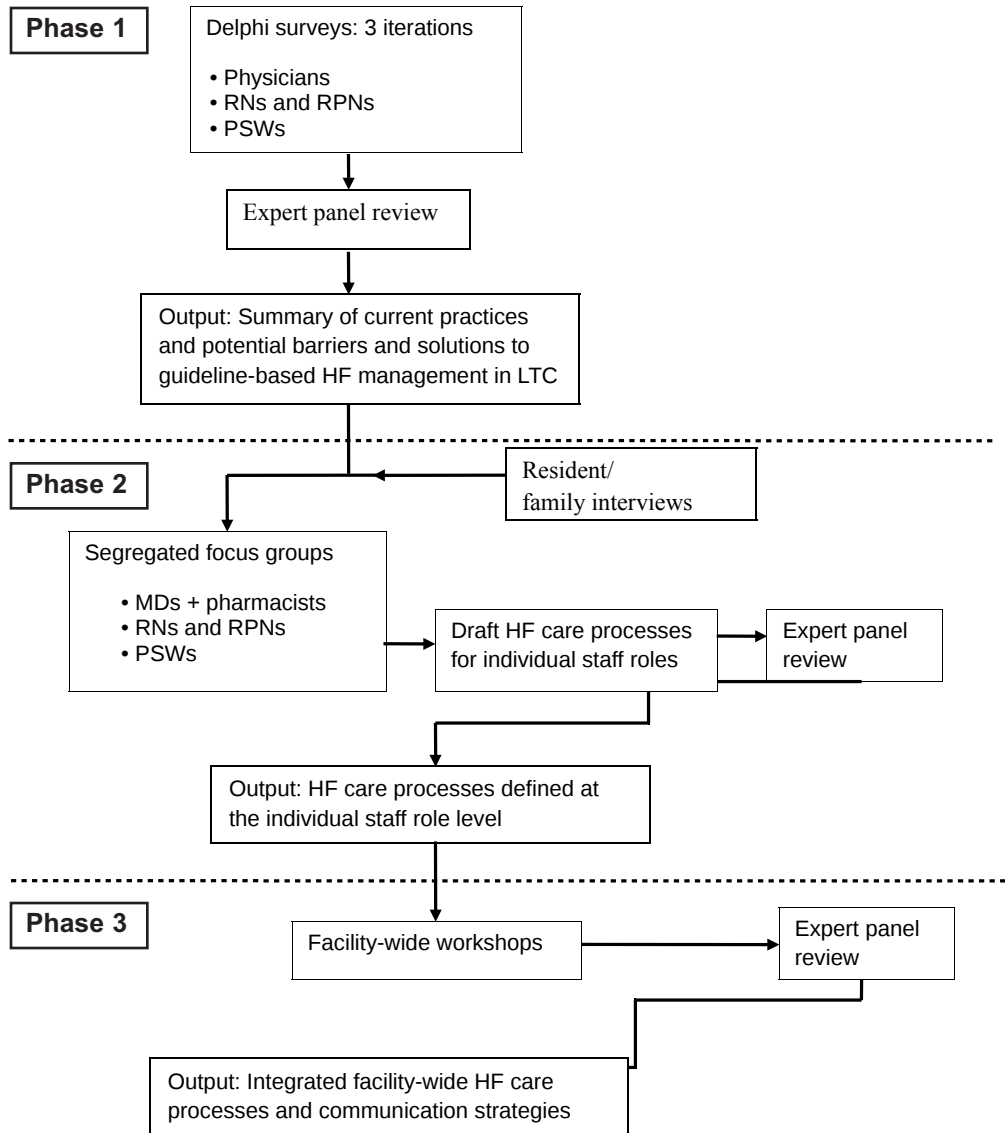 Phase 1
Delphi surveys: 3 iterations
• Physicians
• RNs and RPNs
• PSWs
Expert panel review
Output: Summary of current practices
and potential barriers and solutions to
guideline-based HF management in LTC
Phase 2
Resident/
family interviews
Segregated focus groups
• MDs + pharmacists
• RNs and RPNs
• PSWs
Draft HF care processes
for individual staff roles
Expert panel
review
Output: HF care processes defined at
the individual staff role level
Phase 3
Facility-wide workshops
Expert panel
review
Output: Integrated facility-wide HF care
processes and communication strategies